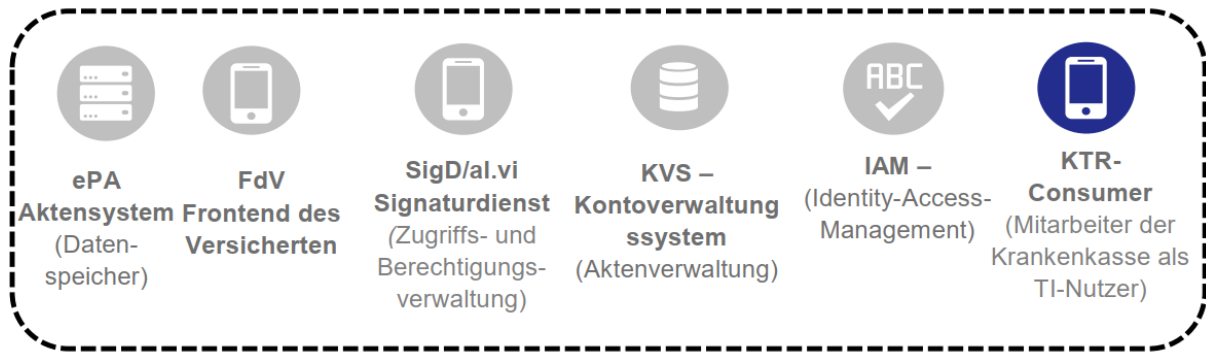 ABC
ePA
Aktensystem
(Daten-
speicher)
FdV
Frontend des
Versicherten
SigD/al.vi
Signaturdienst
(Zugriffs- und
Berechtigungs-
verwaltung)
KVS –
Kontoverwaltung
ssystem
(Aktenverwaltung)
IAM –
(Identity-Access-
Management)
KTR-
Consumer
(Mitarbeiter der
Krankenkasse als
TI-Nutzer)